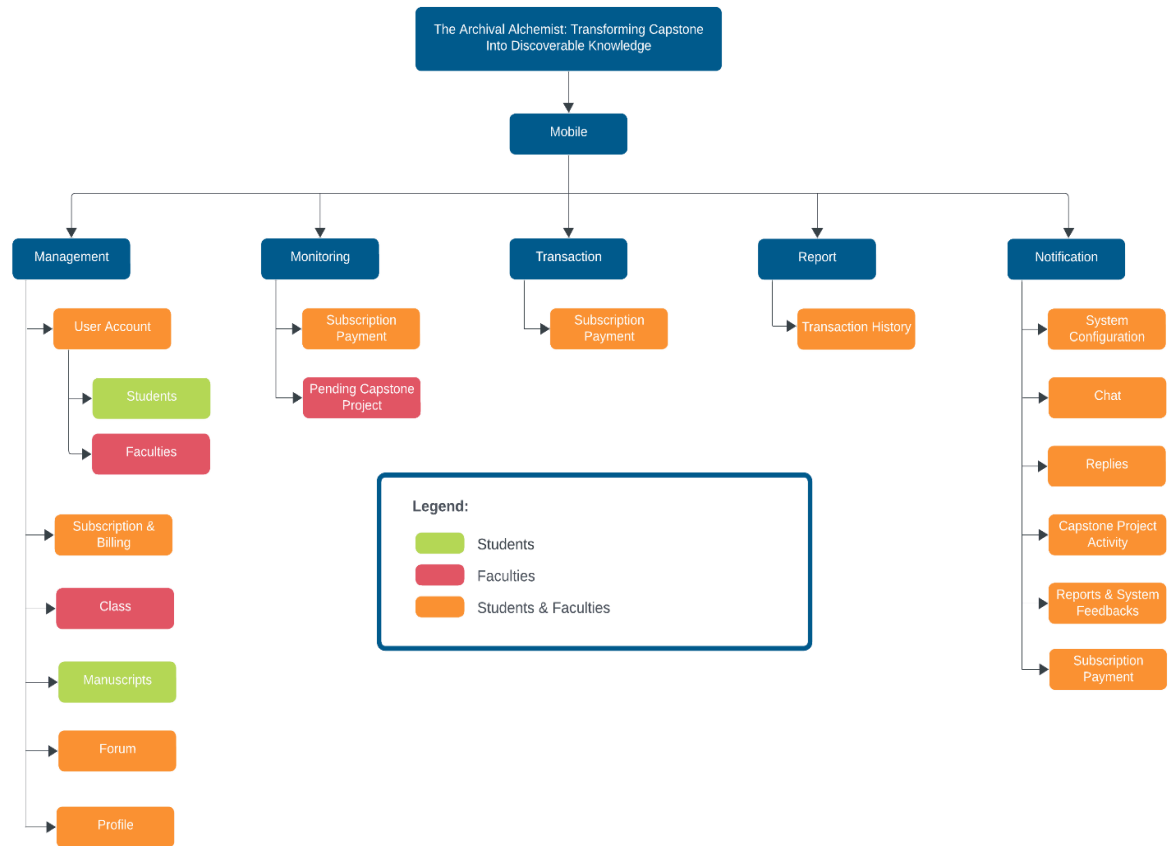 The Archival Alchemist: Transforming Capstone
Into Discoverable Knowledge
Mobile
Management
Monitoring
Transaction
Report
Notification
User Account
Students
Faculties
Subscription &
Billing
Class
Manuscripts
Forum
Profile
Subscription
Payment
Pending Capstone
Project
Subscription
Payment
Transaction History
System
Configuration
Chat
Replies
Capstone Project
Activity
Reports & System
Feedbacks
Subscription
Payment
Legend:
Students
Faculties
Students & Faculties